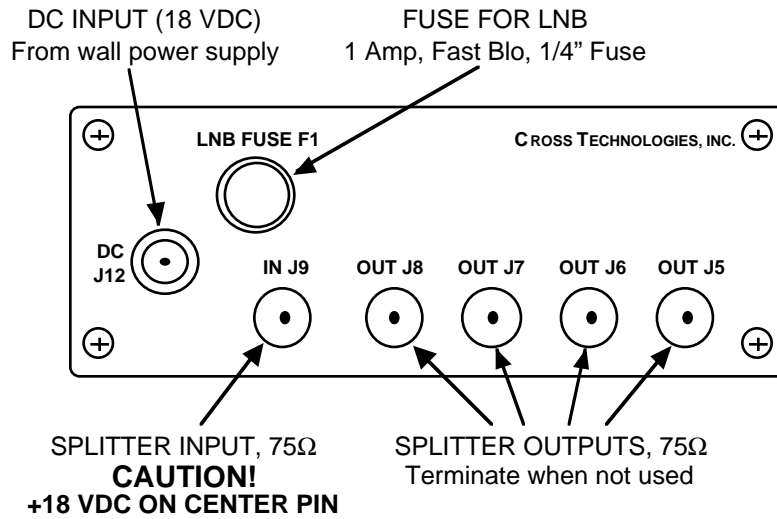 DC INPUT (18 VDC)
From wall power supply
FUSE FOR LNB
1 Amp, Fast Blo, 1/4” Fuse
LNB FUSE F1
CROSS TECHNOLOGIES, INC.
DC
J12
IN J9
OUT J8
OUT J7
OUT J6
OUT J5
SPLITTER INPUT, 75Ω
CAUTION!
+18 VDC ON CENTER PIN
SPLITTER OUTPUTS, 75Ω
Terminate when not used